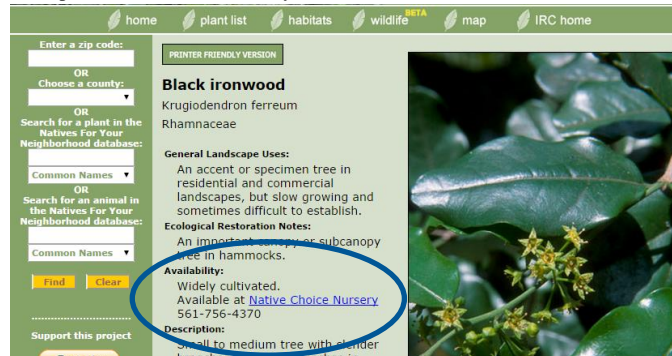 home plant list habitats wildlife BETA map IRC home
Enter a zip code:
OR
Choose a county:
OR
Search for a plant in the
Natives For Your
Neighborhood database:
Common Names
OR
Search for an animal in
the Natives For Your
Neighborhood database:
Common Names
Find Clear
Support this project
PRINTER FRIENDLY VERSION
Black ironwood
Krugiodendron ferreum
Rhamnaceae
General Landscape Uses:
An accent or specimen tree in
residential and commercial
landscapes, but slow growing and
sometimes difficult to establish.
Ecological Restoration Notes:
An important canopy or subcanopy
tree in hammocks.
Availability:
Widely cultivated.
Available at Native Choice Nursery
561-756-4370
Description:
Small to medium tree with slender